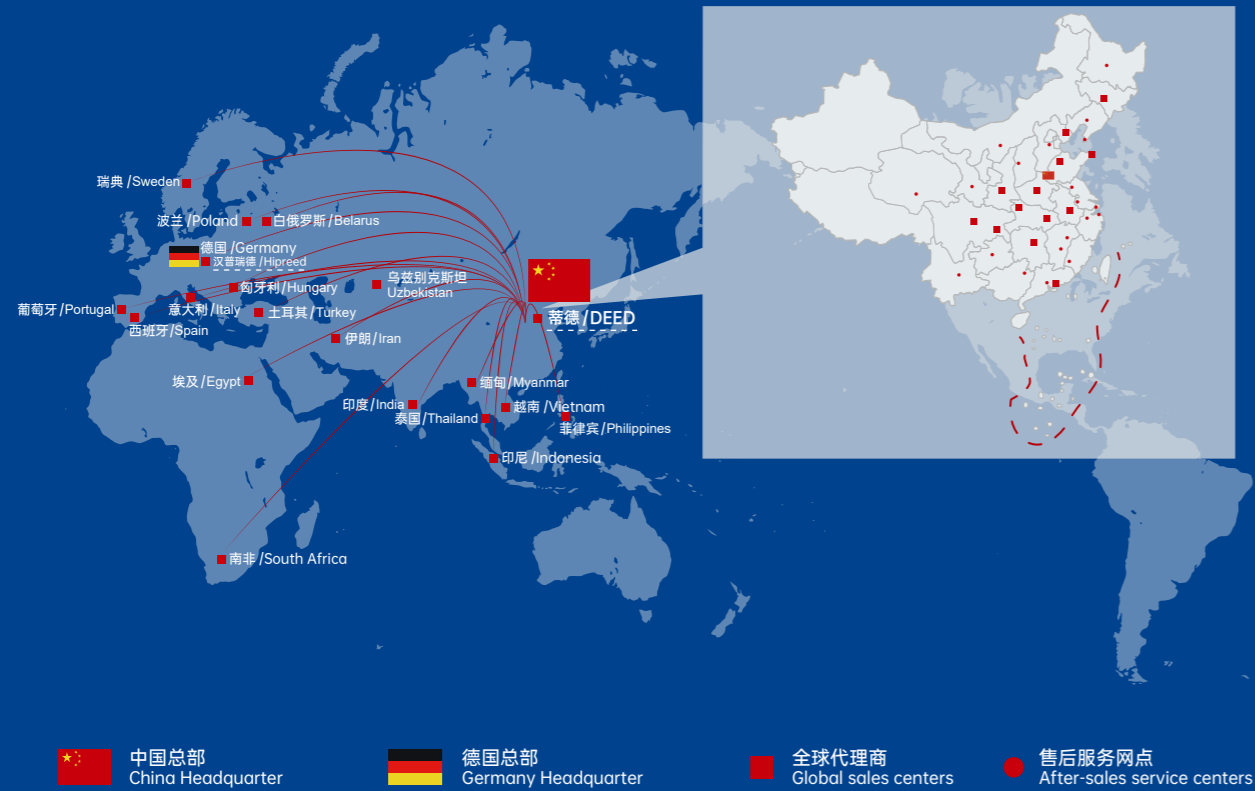 瑞典/Sweden
波兰/Poland
白俄罗斯/Belarus
德国/Germany
汉普瑞德/Hipreed
匈牙利/Hungary
乌兹别克斯坦
Uzbekistan
葡萄牙/Portugal
意大利/Italy
土耳其/Turkey
蒂德/DEED
西班牙/Spain
伊朗/Iran
埃及/Egypt
缅甸/Myanmar
印度/India
越南/Vietnam
泰国/Thailand
菲律宾/Philippines
印尼/Indonesia
南非/South Africa
中国总部
China Headquarter
德国总部
Germany Headquarter
全球代理商
Global sales centers
售后服务网点
After-sales service centers